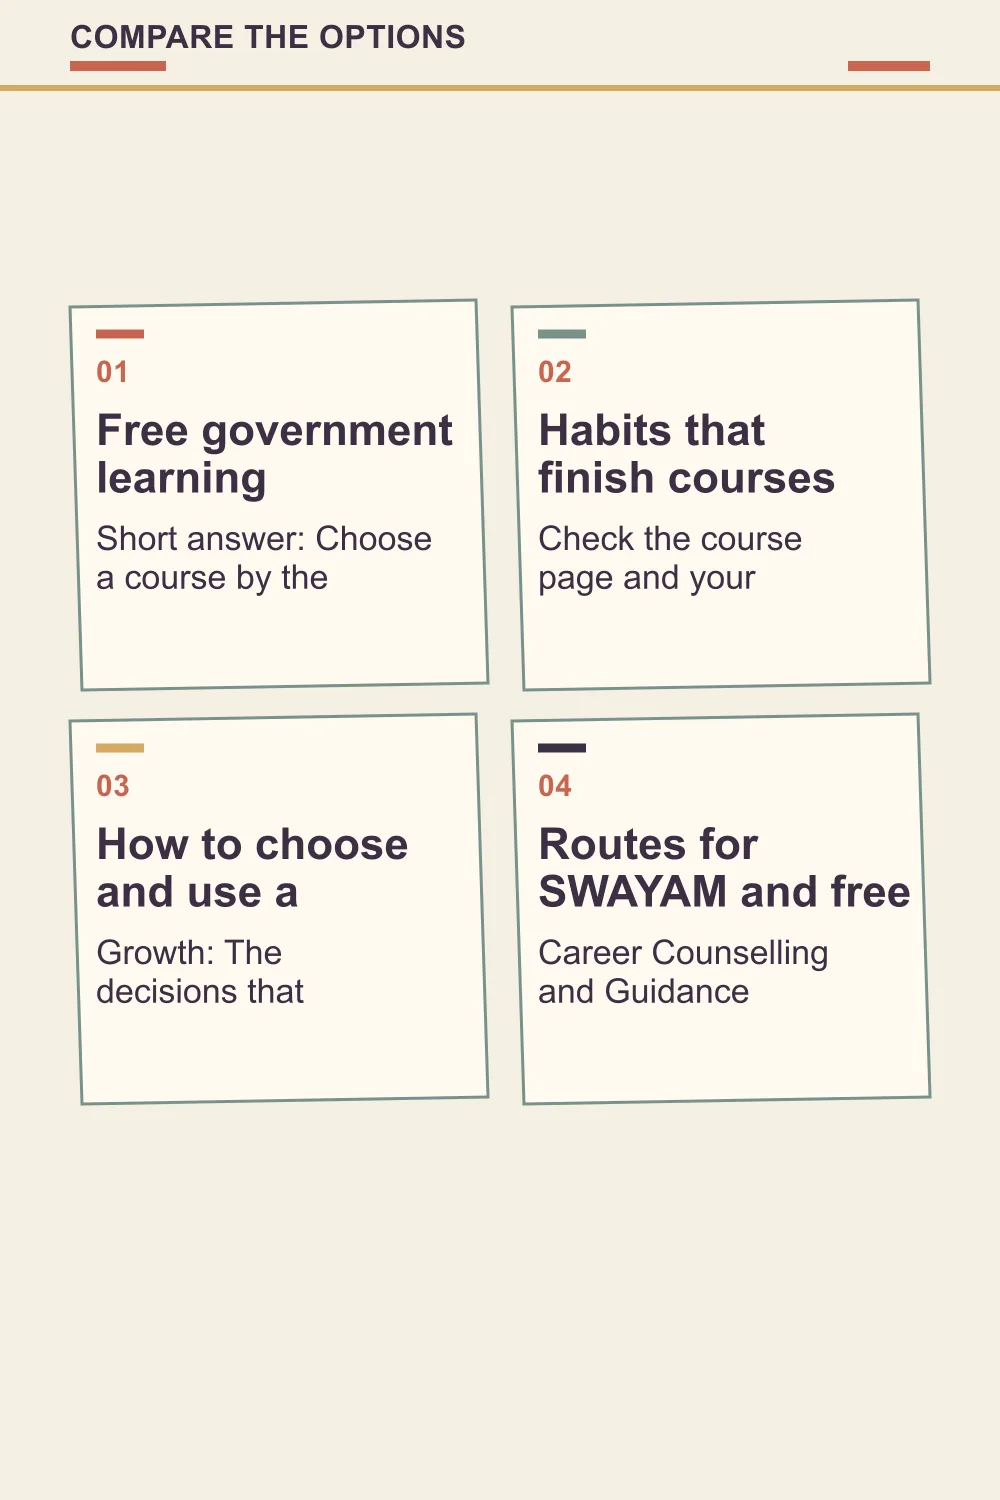 COMPARE THE OPTIONS
01
Free government
learning
Short answer: Choose
a course by the
02
Habits that
finish courses
Check the course
page and your
03
How to choose
and use a
Growth: The
decisions that
04
Routes for
SWAYAM and free
Career Counselling
and Guidance